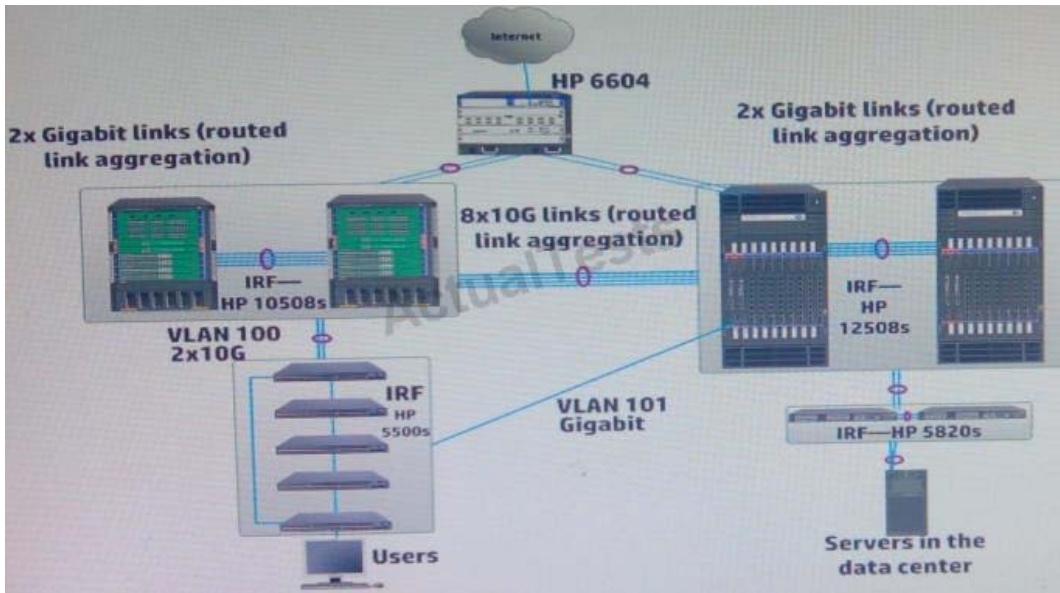 Internet
HP 6604
2x Gigabit links (routed
link aggregation)
2x Gigabit links (routed
link aggregation)
8x10G links (routed
link aggregation)
IRF—
HP 10508s
IRF—
HP
12508s
VLAN 100
2x10G
IRF
HP
5500s
VLAN 101
Gigabit
IRF—HP 5820s
Users
Servers in the
data center
ActualTests